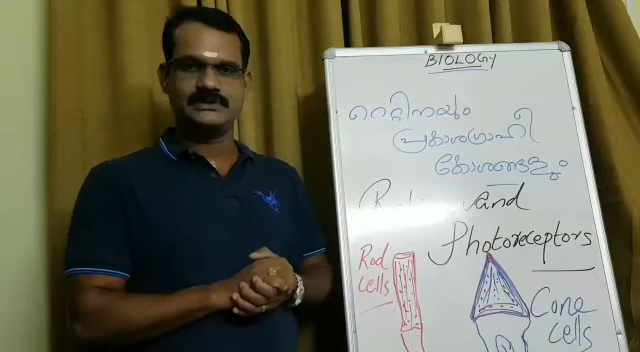 BIOLOGY
റെറ്റിനയും
പ്രകാശഗ്രാഹീ
കോശങ്ങളും
and
Photoreceptors
Rod
cells
Cone
cells